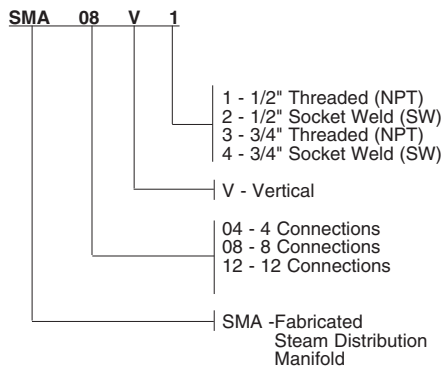 SMA 08 V 1
1 - 1/2" Threaded (NPT)
2 - 1/2" Socket Weld (SW)
3 - 3/4" Threaded (NPT)
4 - 3/4" Socket Weld (SW)
V - Vertical
04 - 4 Connections
08 - 8 Connections
12 - 12 Connections
SMA -Fabricated
Steam Distribution
Manifold